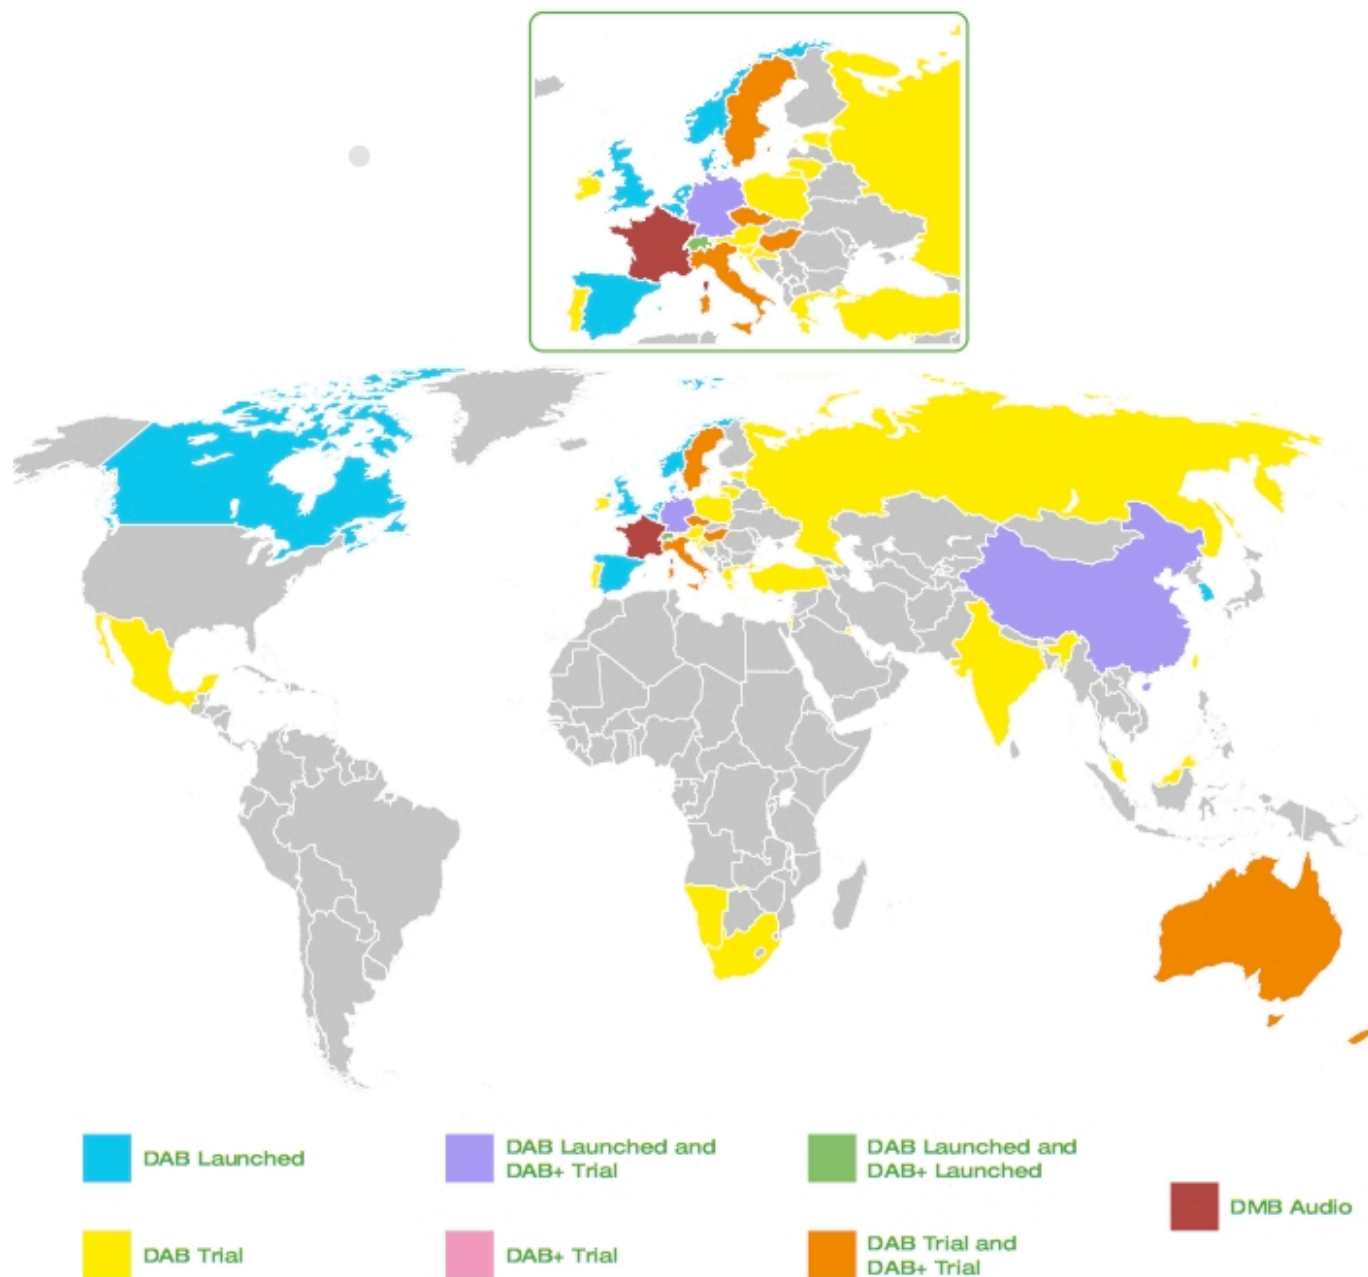 DAB Launched
DAB Launched and
DAB+ Trial
DAB Launched and
DAB+ Launched
DMB Audio
DAB Trial
DAB+ Trial
DAB Trial and
DAB+ Trial